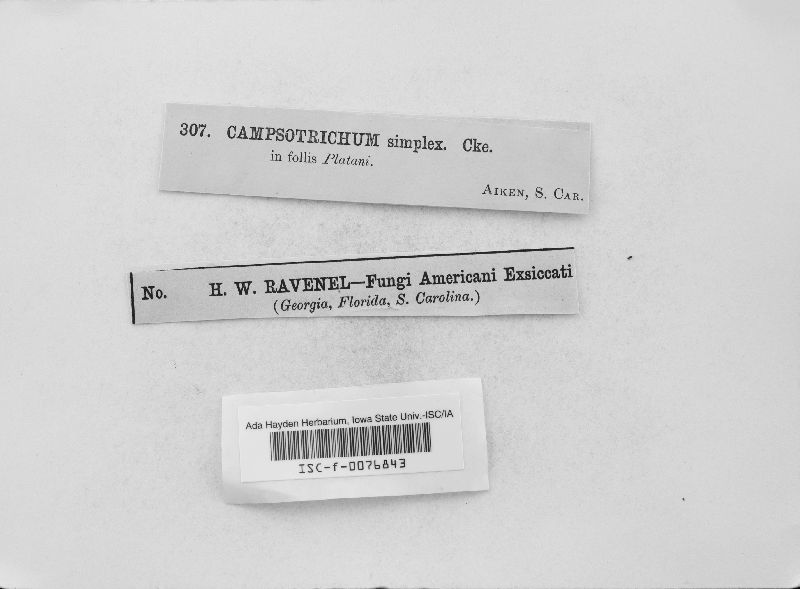 307. CAMPSOTRICHUM simplex. Cke.
in follis Platani.
AIKEN, S. CAR.
No. H. W. RAVENEL—Fungi Americani Exsiccati
(Georgia, Florida, S. Carolina.)
Ada Hayden Herbarium, Iowa State Univ.-ISC/IA
ISC-f-0076843